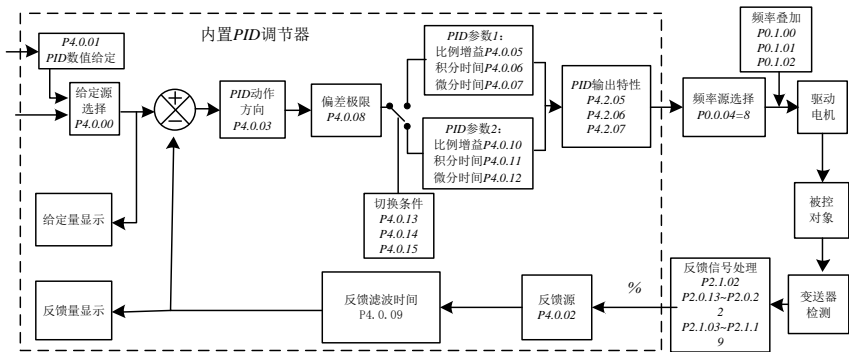 内置PID调节器
P4.0.01
PID数值给定
给定源
选择
P4.0.00
PID动作
方向
P4.0.03
偏差极限
P4.0.08
PID参数1：
比例增益P4.0.05
积分时间P4.0.06
微分时间P4.0.07
PID参数2：
比例增益P4.0.10
积分时间P4.0.11
微分时间P4.0.12
切换条件
P4.0.13
P4.0.14
P4.0.15
PID输出特性
P4.2.05
P4.2.06
P4.2.07
频率源选择
P0.0.04=8
频率叠加
P0.1.00
P0.1.01
P0.1.02
驱动
电机
被控
对象
变送器
检测
反馈信号处理
P2.1.02
P2.0.13~P2.0.2
2
P2.1.03~P2.1.1
9
%
反馈源
P4.0.02
反馈滤波时间
P4.0.09
给定量显示
反馈量显示